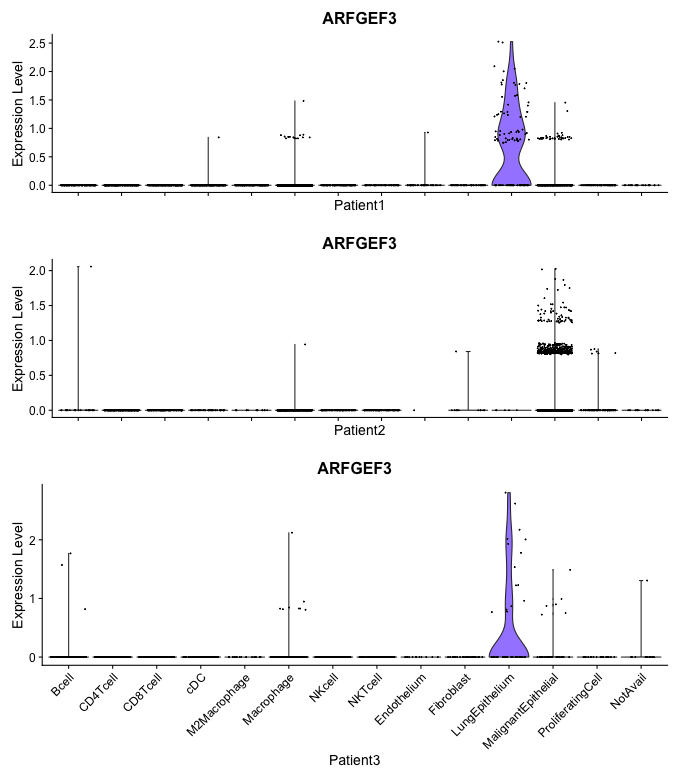 ARFGEF3
Expression Level
2.5
2.0
1.5
1.0
0.5
0.0
Patient1
ARFGEF3
Expression Level
2.0
1.5
1.0
0.5
0.0
Patient2
ARFGEF3
Expression Level
2
1
0
Bcell
CD4Tcell
CD8Tcell
cDC
M2Macrophage
Macrophage
NKcell
NKTcell
Endothelium
Fibroblast
LungEpithelium
MalignantEpithelial
ProliferatingCell
NotAvail
Patient3